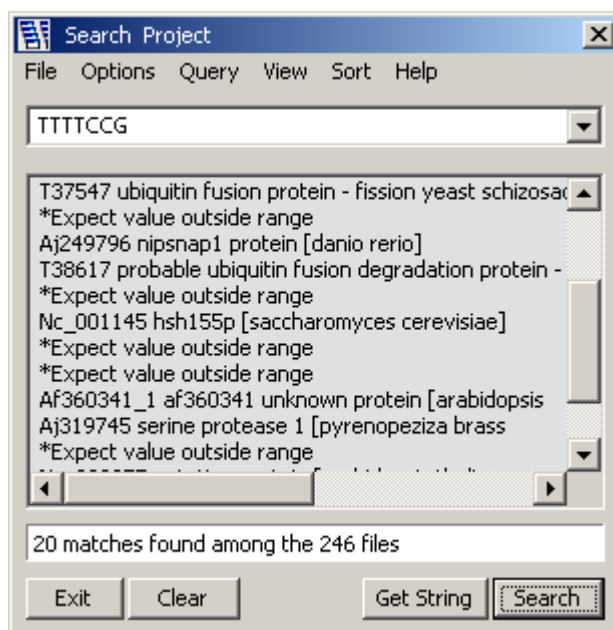 Search Project
File Options Query View Sort Help
TTTTCCG
T37547 ubiquitin fusion protein - fission yeast schizosac
*Expect value outside range
Aj249796 nipsnap1 protein [danio rerio]
T38617 probable ubiquitin fusion degradation protein -
*Expect value outside range
Nc_001145 hsh155p [saccharomyces cerevisiae]
*Expect value outside range
*Expect value outside range
Af360341_1 af360341 unknown protein [arabidopsis
Aj319745 serine protease 1 [pyrenopeziza brass
*Expect value outside range
20 matches found among the 246 files
Exit Clear Get String Search